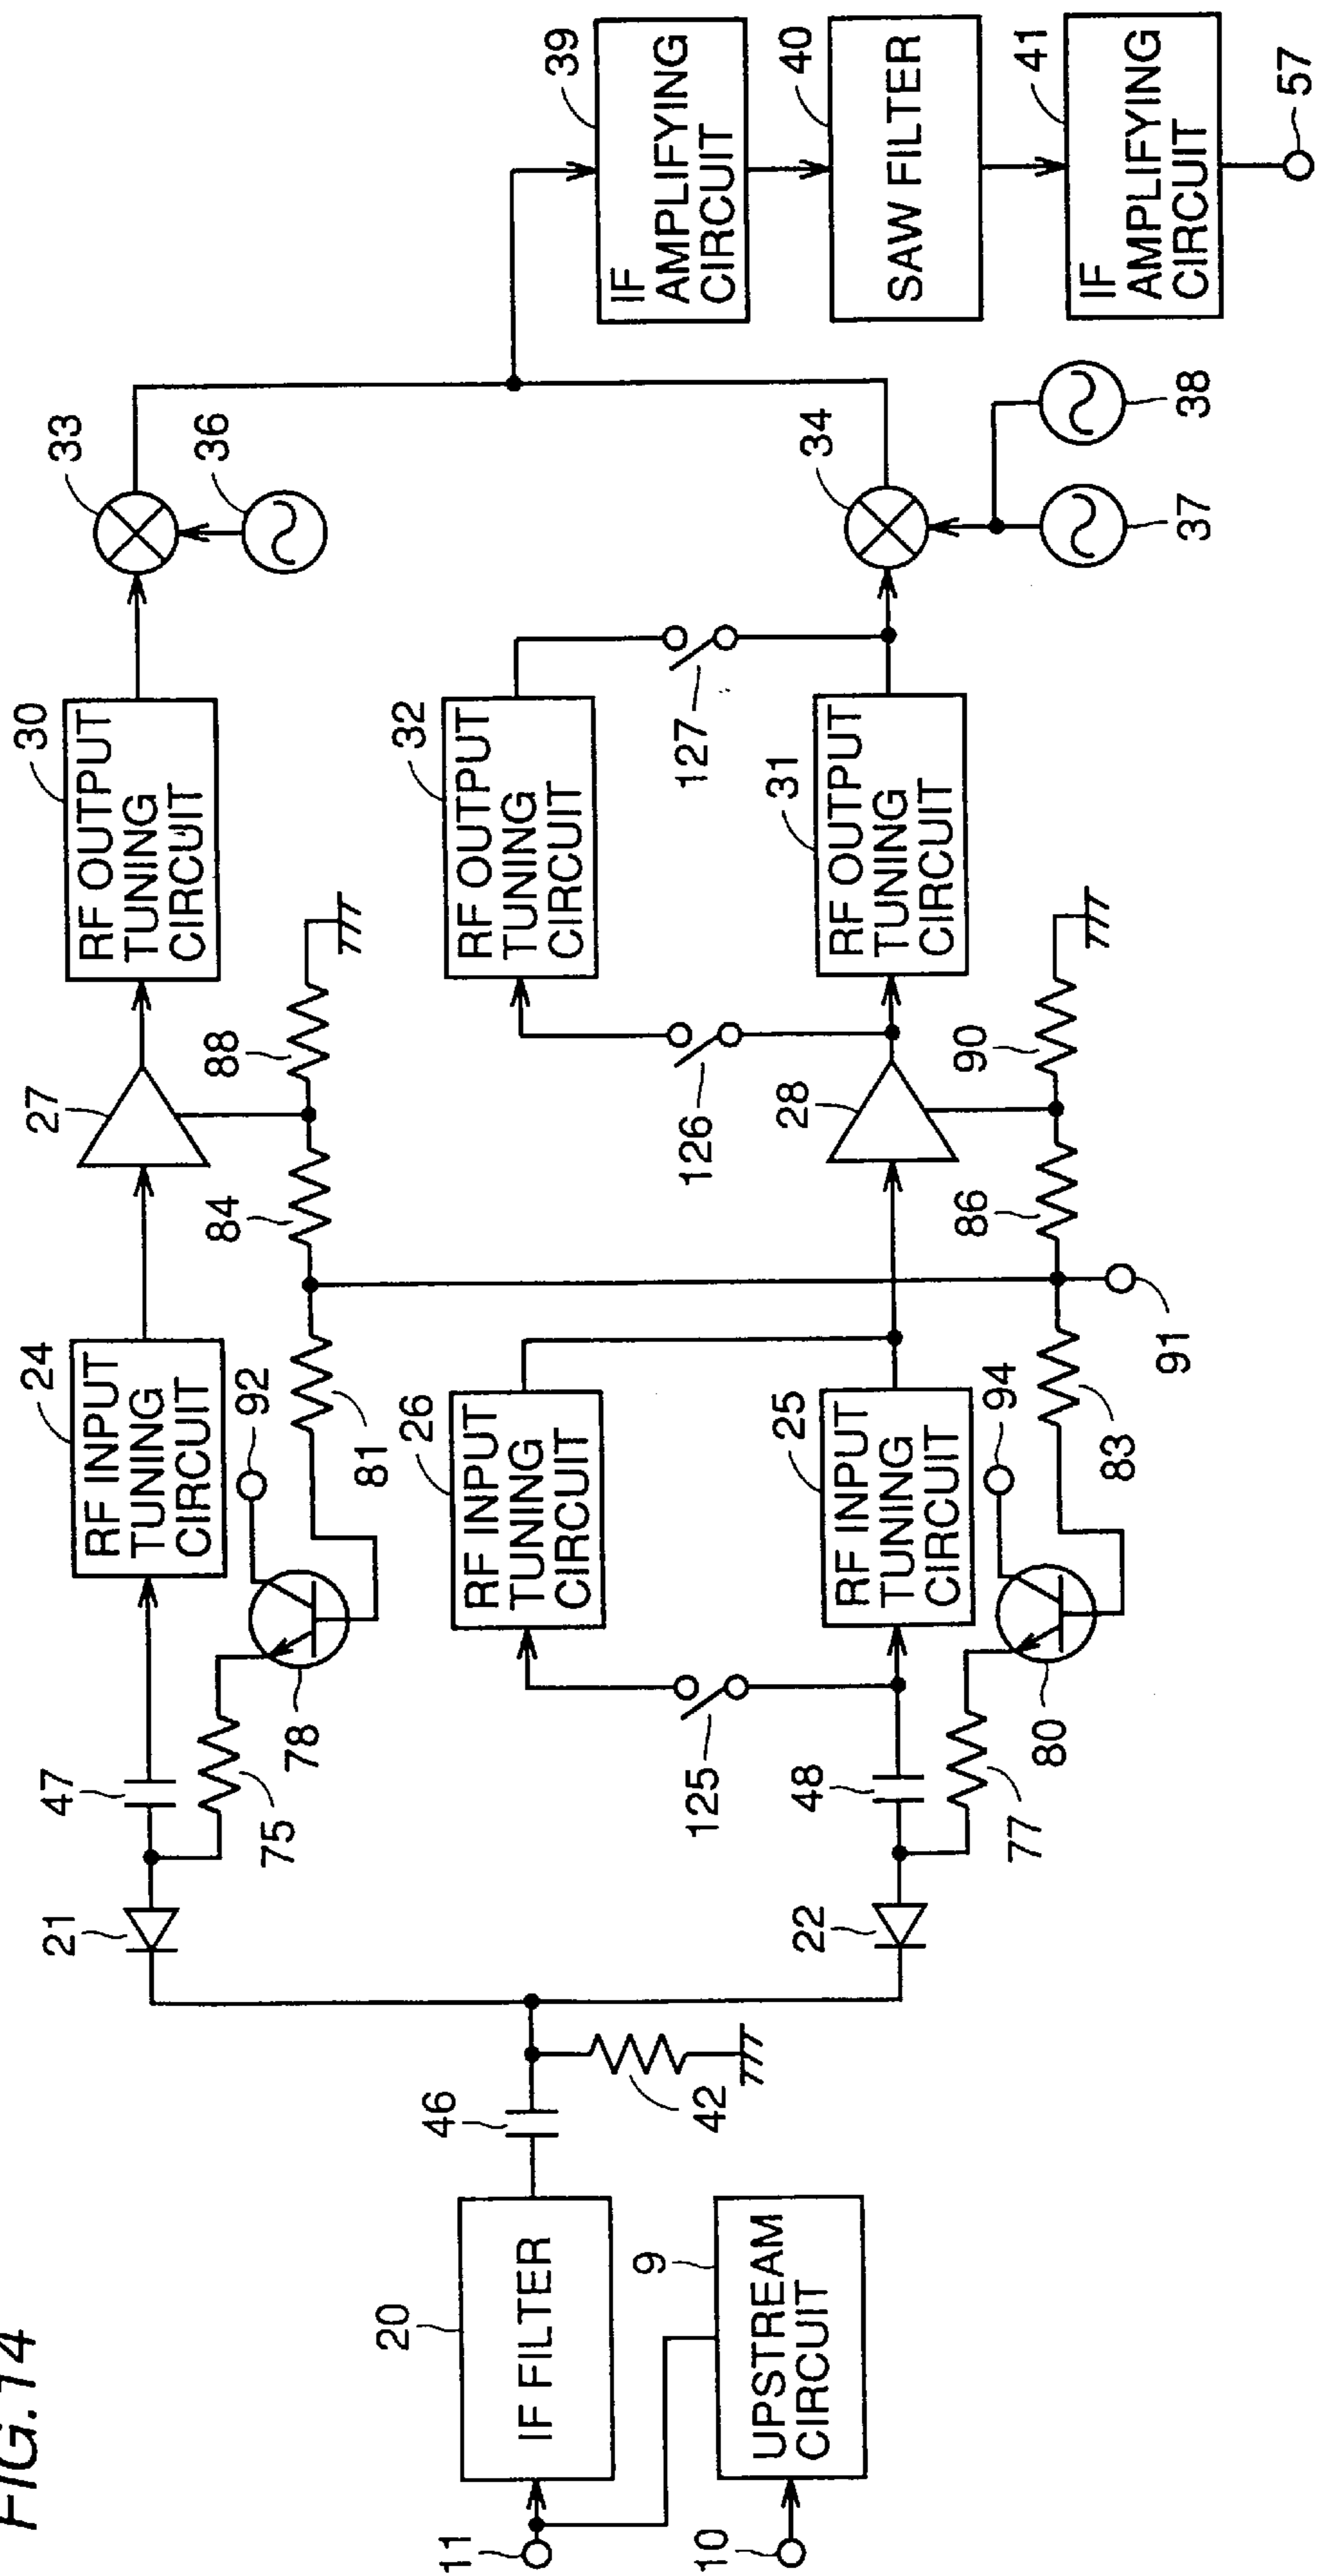 FIG.14
11
20
IF FILTER
10
9
UPSTREAM
CIRCUIT
46
42
21
47
75
78
92
24
RF INPUT
TUNING
CIRCUIT
81
84
27
88
30
RF OUTPUT
TUNING
CIRCUIT
33
36
125
26
RF INPUT
TUNING
CIRCUIT
126
32
RF OUTPUT
TUNING
CIRCUIT
127
22
48
77
80
94
25
RF INPUT
TUNING
CIRCUIT
83
91
86
28
90
31
RF OUTPUT
TUNING
CIRCUIT
34
37
38
39
IF
AMPLIFYING
CIRCUIT
40
SAW FILTER
41
IF
AMPLIFYING
CIRCUIT
57